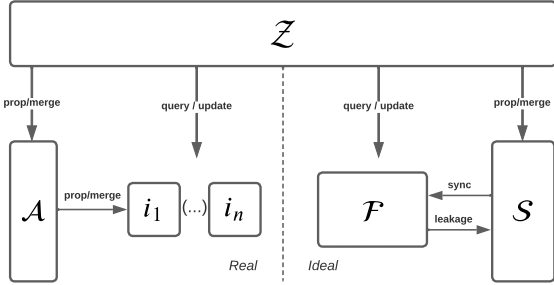 𝒵
prop/merge
query / update
query / update
prop/merge
𝒜
prop/merge
i₁
(...)
iₙ
ℱ
sync
leakage
𝒮
Real
Ideal